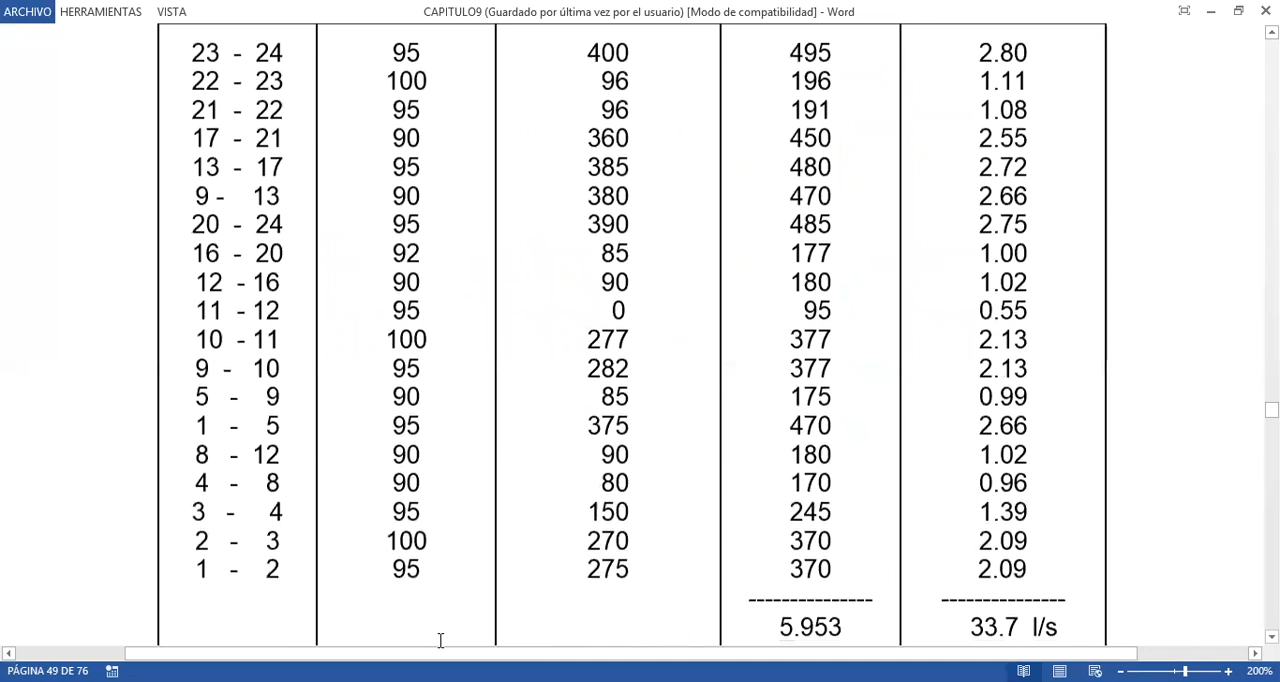 ARCHIVO HERRAMIENTAS VISTA CAPITULO9 (Guardado por última vez por el usuario) [Modo de compatibilidad] - Word
23 - 24 95 400 495 2.80
22 - 23 100 96 196 1.11
21 - 22 95 96 191 1.08
17 - 21 90 360 450 2.55
13 - 17 95 385 480 2.72
9 - 13 90 380 470 2.66
20 - 24 95 390 485 2.75
16 - 20 92 85 177 1.00
12 - 16 90 90 180 1.02
11 - 12 95 0 95 0.55
10 - 11 100 277 377 2.13
9 - 10 95 282 377 2.13
5 - 9 90 85 175 0.99
1 - 5 95 375 470 2.66
8 - 12 90 90 180 1.02
4 - 8 90 80 170 0.96
3 - 4 95 150 245 1.39
2 - 3 100 270 370 2.09
1 - 2 95 275 370 2.09
--------------- ---------------
5.953 33.7 l/s
PÁGINA 49 DE 76 200%